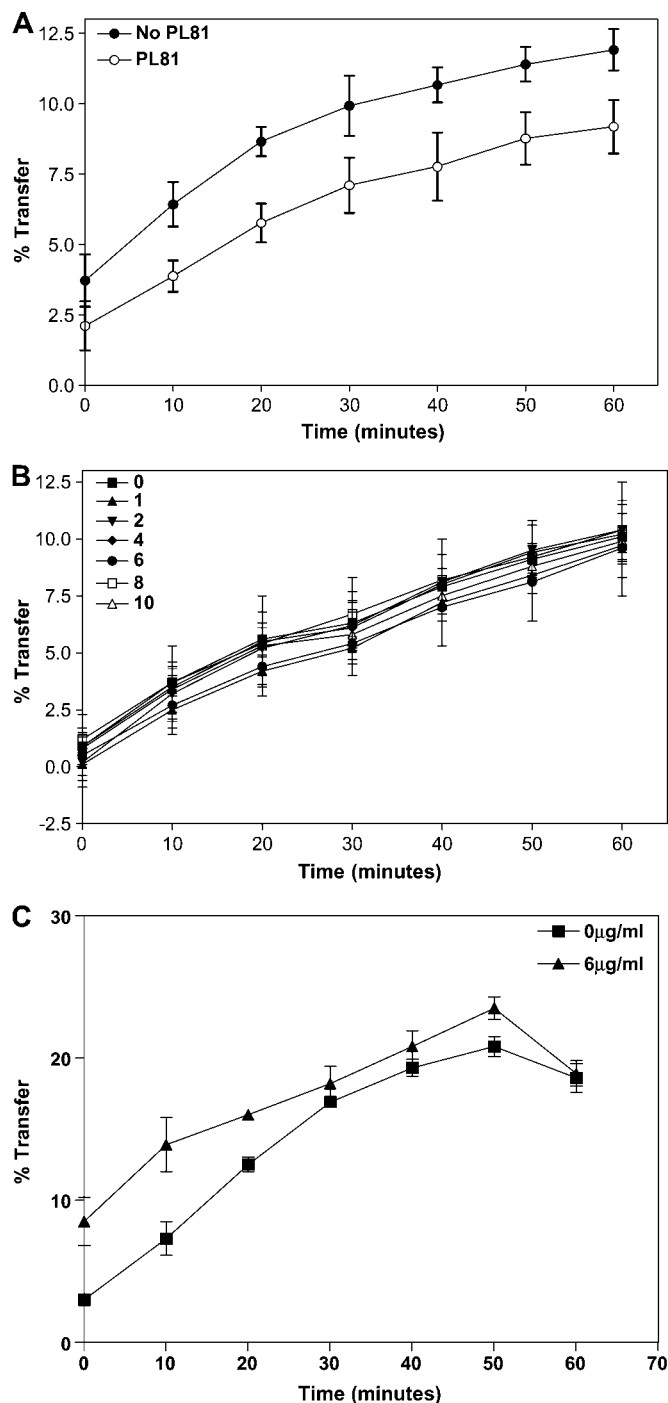 A
No PL81
PL81
12.5
10.0
7.5
5.0
2.5
0.0
% Transfer
0 10 20 30 40 50 60
Time (minutes)
B
0
1
2
4
6
8
10
12.5
10.0
7.5
5.0
2.5
0.0
-2.5
% Transfer
0 10 20 30 40 50 60
Time (minutes)
C
0μg/ml
6μg/ml
30
20
10
0
% Transfer
0 10 20 30 40 50 60 70
Time (minutes)